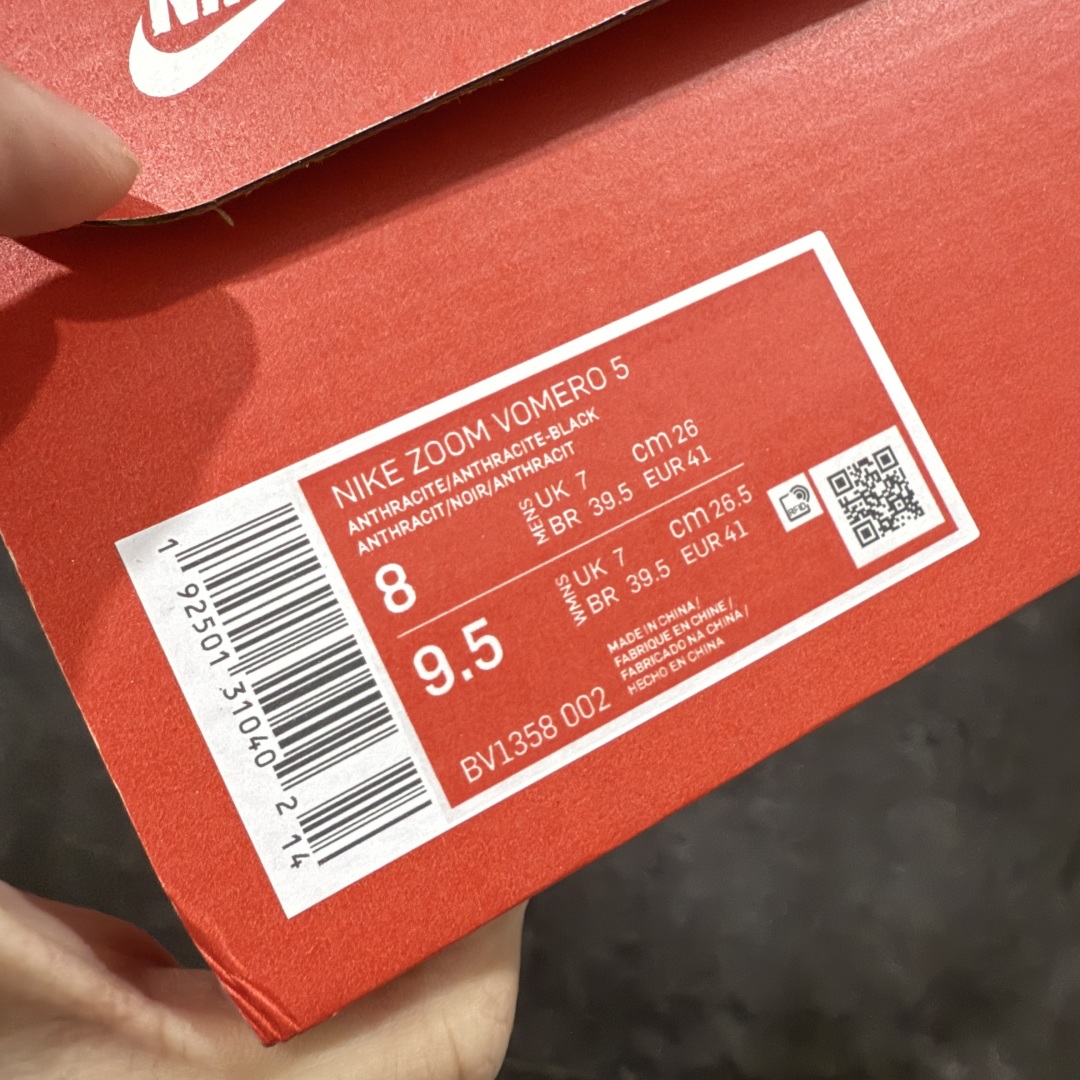 NIKE
NIKE ZOOM VOMERO 5
ANTHRACITE/ANTHRACITE-BLACK
ANTHRACIT/NOIR/ANTHRACIT
8
MENS
UK 7
cm 26
BR 39.5
EUR 41
9.5
WMNS
UK 7
cm 26.5
BR 39.5
EUR 41
RFID
BV1358 002
MADE IN CHINA/
FABRIQUE EN CHINE/
FABRICADO NA CHINA/
HECHO EN CHINA
1 92501 31040 2 14